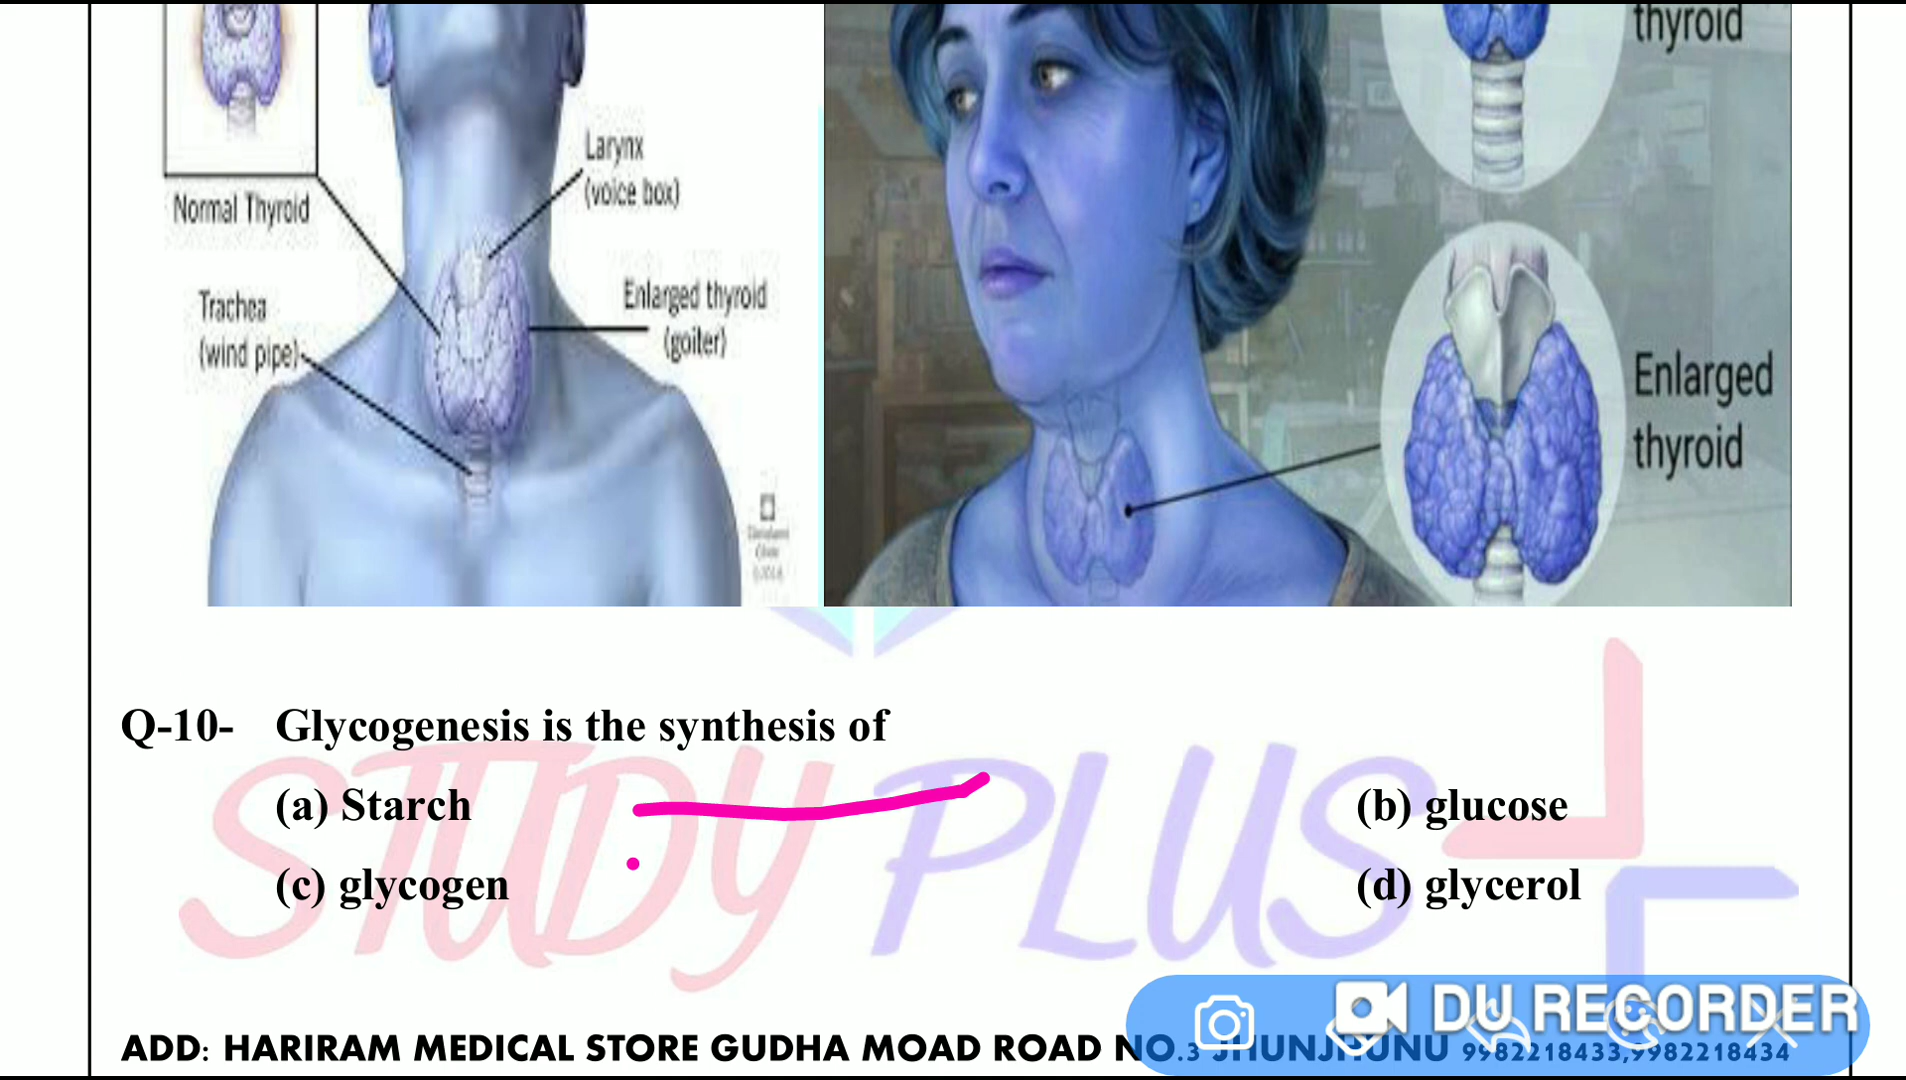 thyroid
Larynx
(voice box)
Normal Thyroid
Enlarged thyroid
(goiter)
Trachea
(wind pipe)
Enlarged
thyroid
Q-10- Glycogenesis is the synthesis of
STUDY PLUS
(a) Starch (b) glucose
(c) glycogen (d) glycerol
DU RECORDER
ADD: HARIRAM MEDICAL STORE GUDHA MOAD ROAD NO.3 JHUNJHUNU 9982218433,9982218434